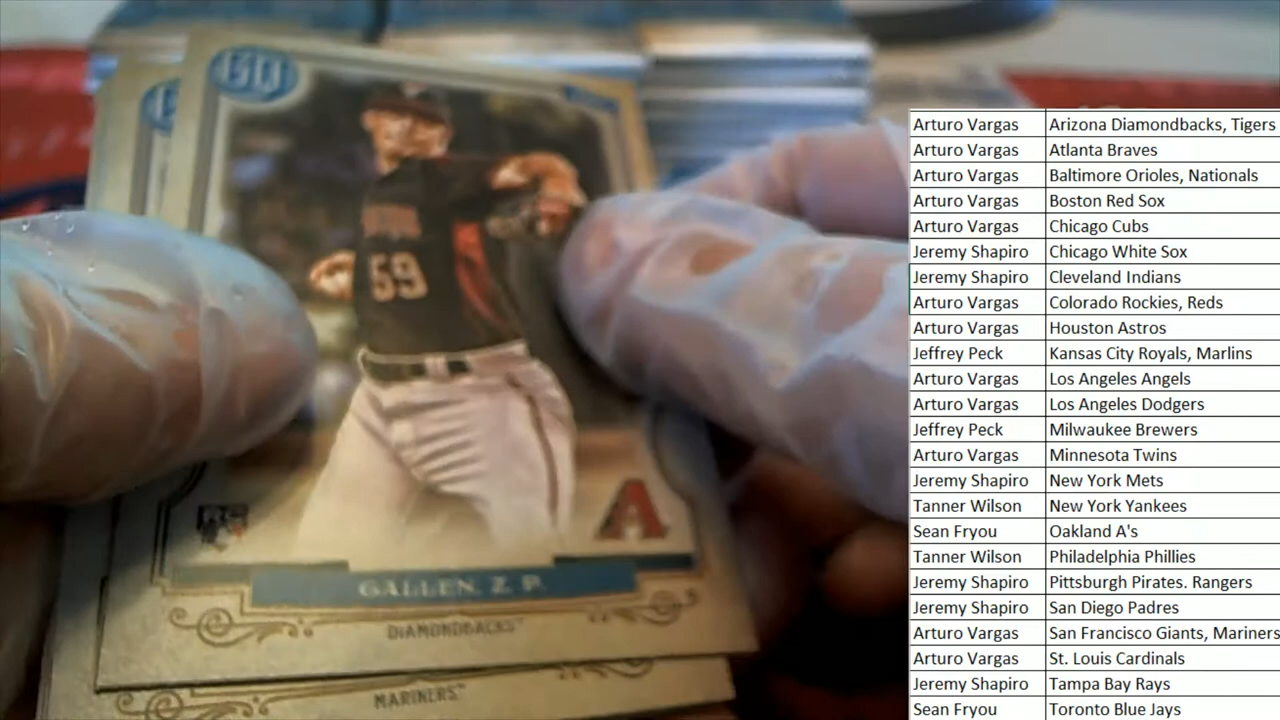 GQ
59
A
GALLEN, Z. P.
DIAMONDBACKS™
MARINERS™
Arturo Vargas Arizona Diamondbacks, Tigers
Arturo Vargas Atlanta Braves
Arturo Vargas Baltimore Orioles, Nationals
Arturo Vargas Boston Red Sox
Arturo Vargas Chicago Cubs
Jeremy Shapiro Chicago White Sox
Jeremy Shapiro Cleveland Indians
Arturo Vargas Colorado Rockies, Reds
Arturo Vargas Houston Astros
Jeffrey Peck Kansas City Royals, Marlins
Arturo Vargas Los Angeles Angels
Arturo Vargas Los Angeles Dodgers
Jeffrey Peck Milwaukee Brewers
Arturo Vargas Minnesota Twins
Jeremy Shapiro New York Mets
Tanner Wilson New York Yankees
Sean Fryou Oakland A's
Tanner Wilson Philadelphia Phillies
Jeremy Shapiro Pittsburgh Pirates. Rangers
Jeremy Shapiro San Diego Padres
Arturo Vargas San Francisco Giants, Mariners
Arturo Vargas St. Louis Cardinals
Jeremy Shapiro Tampa Bay Rays
Sean Fryou Toronto Blue Jays